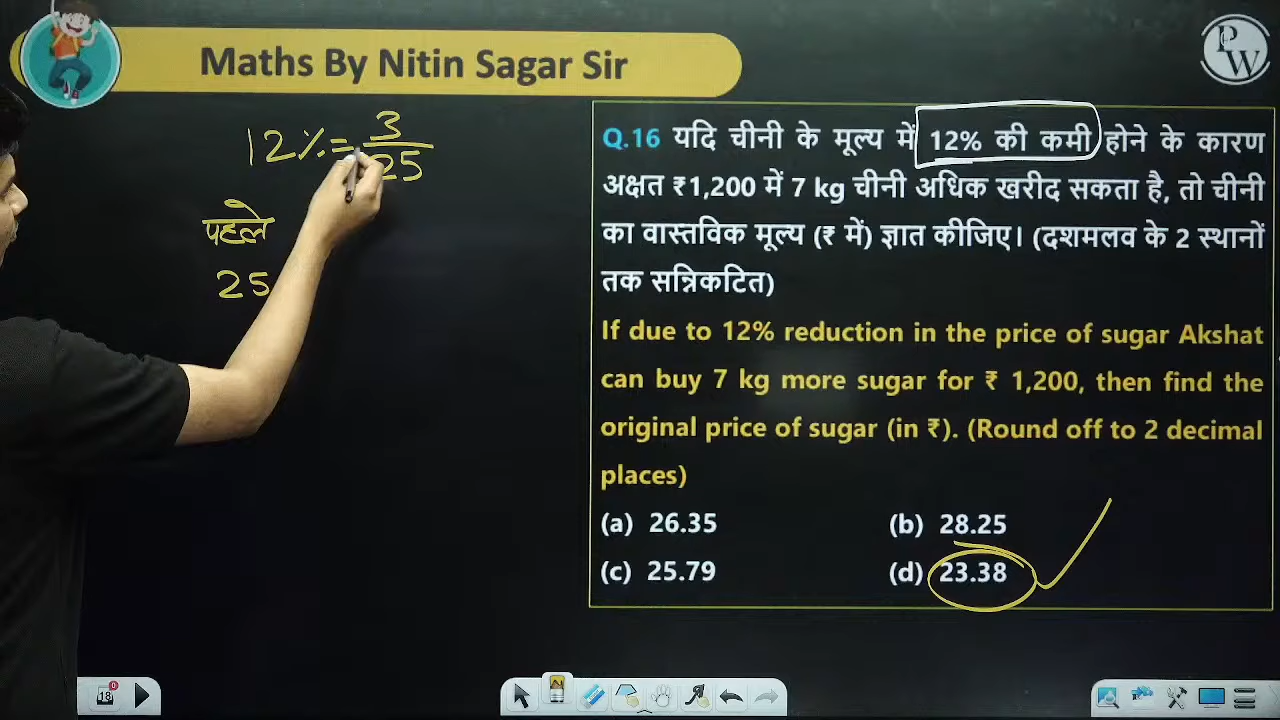 Maths By Nitin Sagar Sir
PW
12% = 3/25
पहले
25
Q.16 यदि चीनी के मूल्य में 12% की कमी होने के कारण
अक्षत ₹1,200 में 7 kg चीनी अधिक खरीद सकता है, तो चीनी
का वास्तविक मूल्य (₹ में) ज्ञात कीजिए। (दशमलव के 2 स्थानों
तक सन्निकटित)
If due to 12% reduction in the price of sugar Akshat
can buy 7 kg more sugar for ₹ 1,200, then find the
original price of sugar (in ₹). (Round off to 2 decimal
places)
(a) 26.35 (b) 28.25
(c) 25.79 (d) 23.38
18 0